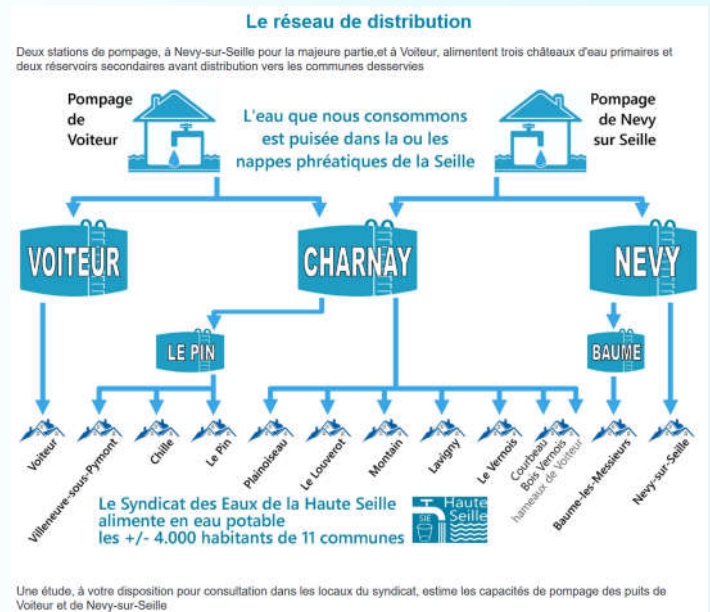 Le réseau de distribution
Deux stations de pompage, à Nevy-sur-Seille pour la majeure partie,et à Voiteur, alimentent trois châteaux d'eau primaires et
deux réservoirs secondaires avant distribution vers les communes desservies
Pompage
de
Voiteur
L'eau que nous consommons
est puisée dans la ou les
nappes phréatiques de la Seille
Pompage
de Nevy
sur Seille
VOITEUR
CHARNAY
NEVY
LE PIN
BAUME
Voiteur
Villeneuve-sous-Pymont
Chille
Le Pin
Plainoiseau
Le Louverot
Montain
Lavigny
Le Vernois
Courbeau
Bois Vernois
hameaux de Voiteur
Baume-les-Messieurs
Nevy-sur-Seille
Le Syndicat des Eaux de la Haute Seille
alimente en eau potable
les +/- 4.000 habitants de 11 communes
SIE
Haute
Seille
Une étude, à votre disposition pour consultation dans les locaux du syndicat, estime les capacités de pompage des puits de
Voiteur et de Nevy-sur-Seille